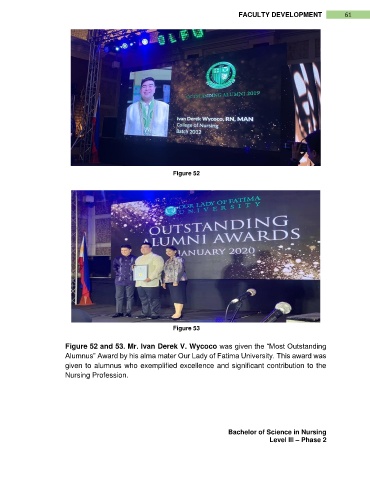 FACULTY DEVELOPMENT 61
OLFU
OUTSTANDING ALUMNI 2019
Ivan Derek Wycoco, RN, MAN
College of Nursing
Batch 2012
Figure 52
OUR LADY OF FATIMA
UNIVERSITY
OUTSTANDING
ALUMNI AWARDS
JANUARY 2020
Figure 53
Figure 52 and 53. Mr. Ivan Derek V. Wycoco was given the “Most Outstanding
Alumnus” Award by his alma mater Our Lady of Fatima University. This award was
given to alumnus who exemplified excellence and significant contribution to the
Nursing Profession.
Bachelor of Science in Nursing
Level III – Phase 2